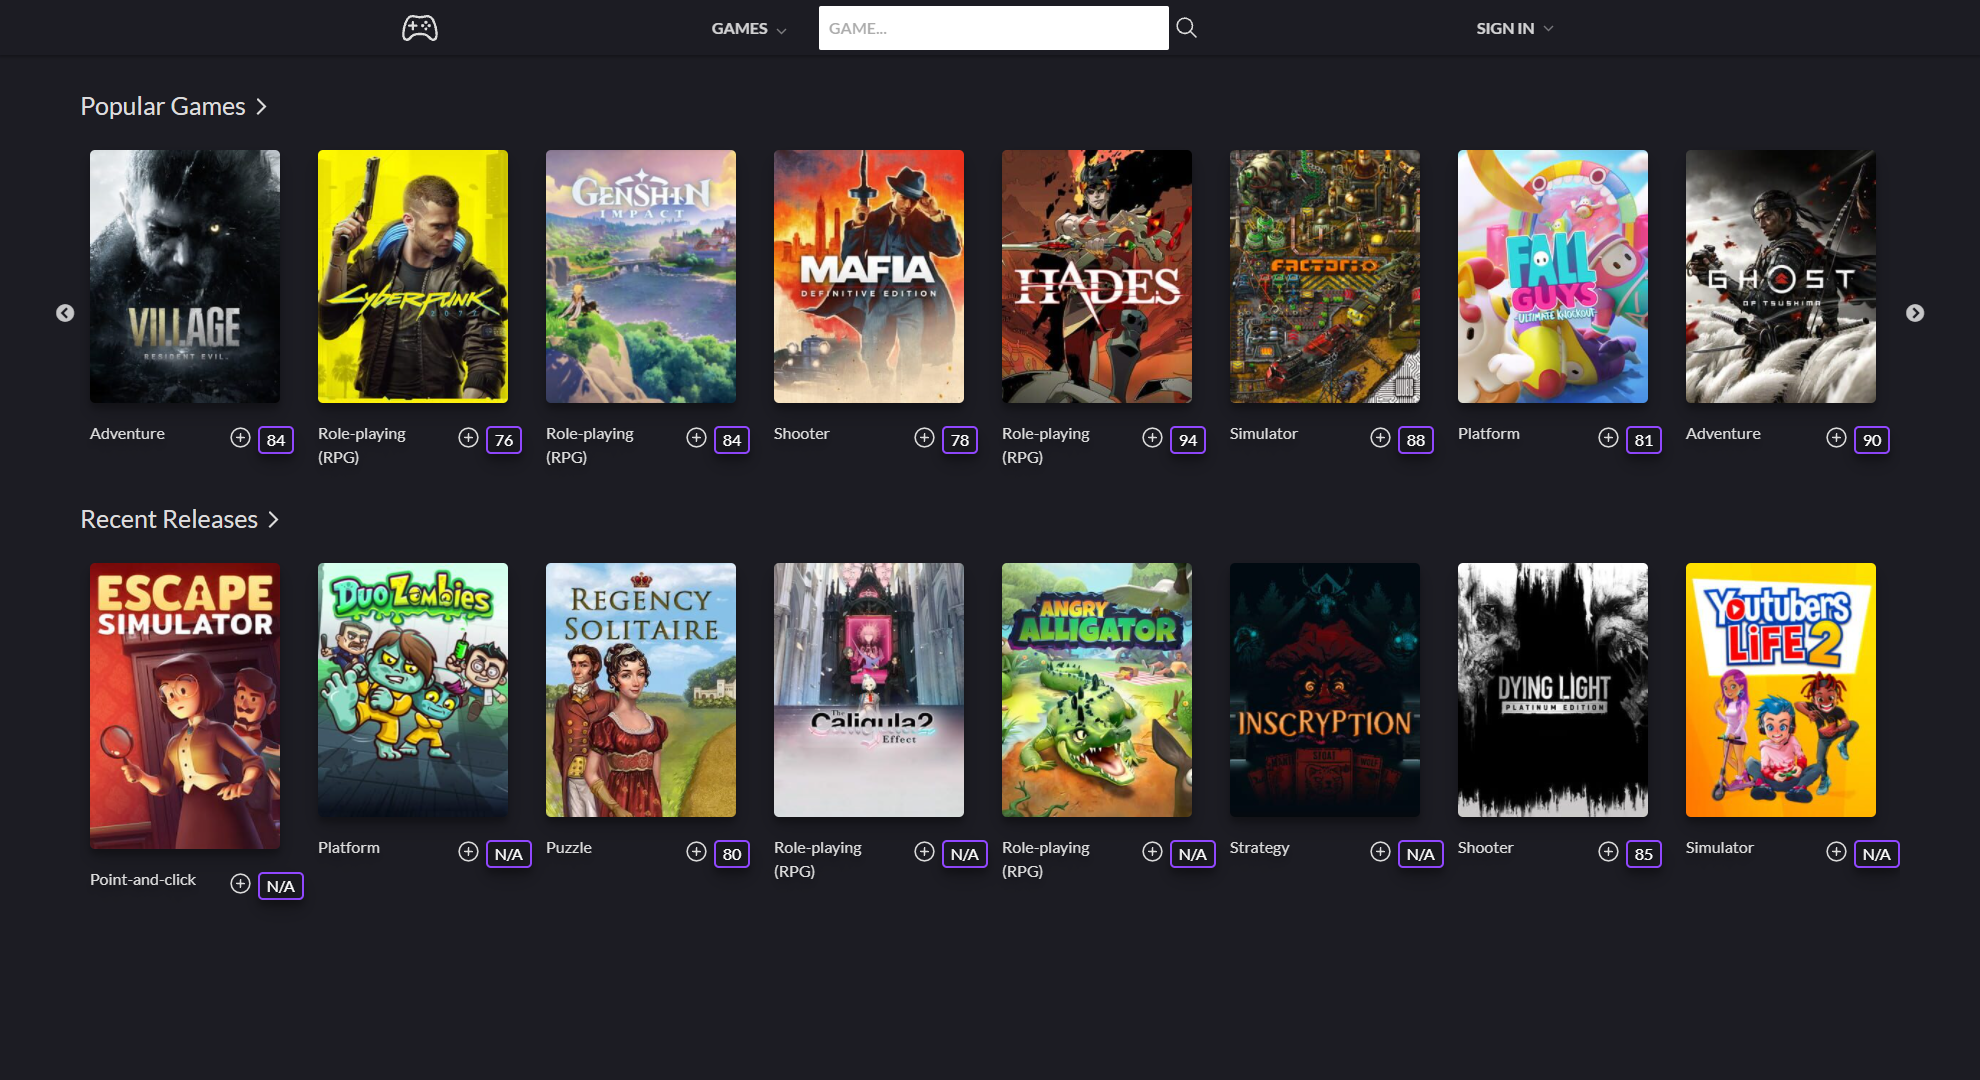 GAMES
GAME...
SIGN IN
Popular Games
VILLAGE
RESIDENT EVIL.
Cyberpunk
2077
GENSHIN
IMPACT
MAFIA
DEFINITIVE EDITION
HADES
FACTORIO
FALL
GUYS
ULTIMATE KNOCKOUT
GHOST
OF TSUSHIMA
Adventure
84
Role-playing
(RPG)
76
Role-playing
(RPG)
84
Shooter
78
Role-playing
(RPG)
94
Simulator
88
Platform
81
Adventure
90
Recent Releases
ESCAPE
SIMULATOR
Duo Zombies
REGENCY
SOLITAIRE
The
Caligula2
Effect
ANGRY
ALLIGATOR
INSCRYPTION
DYING LIGHT
PLATINUM EDITION
Youtubers
LiFE 2
Point-and-click
N/A
Platform
N/A
Puzzle
80
Role-playing
(RPG)
N/A
Role-playing
(RPG)
N/A
Strategy
N/A
Shooter
85
Simulator
N/A